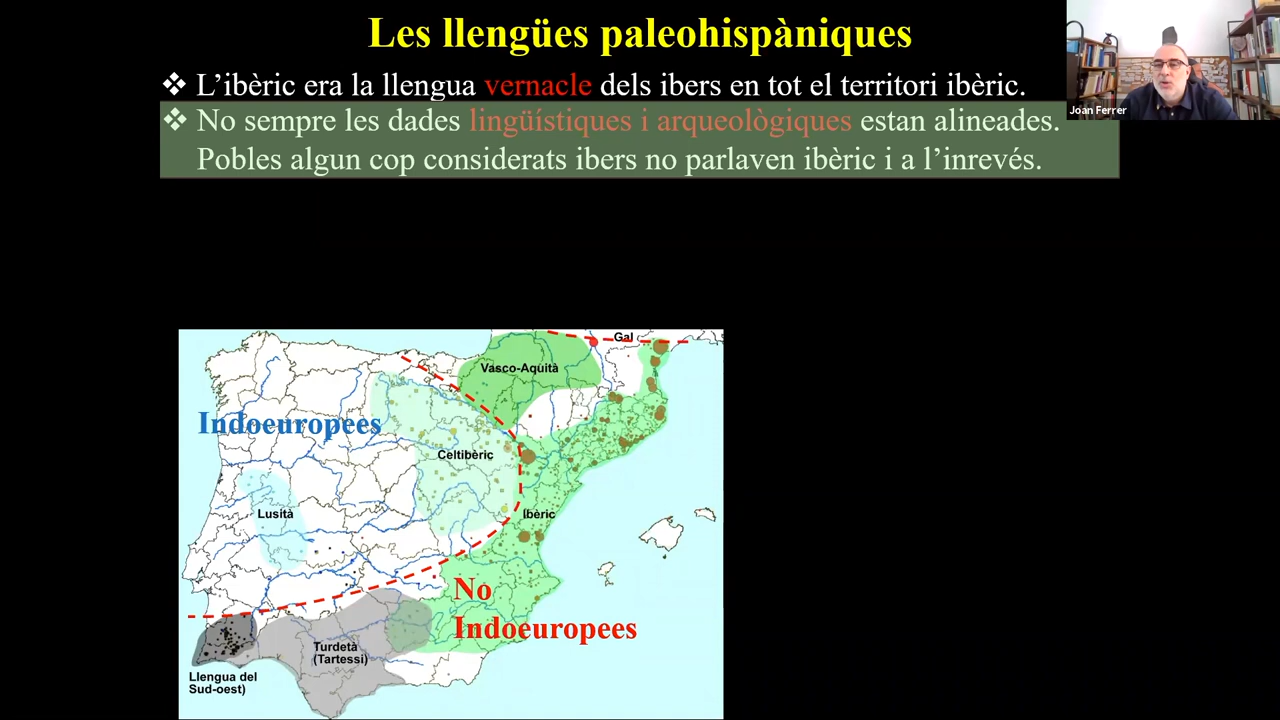 Les llengües paleohispàniques
❖ L’ibèric era la llengua vernacle dels ibers en tot el territori ibèric.
❖ No sempre les dades lingüístiques i arqueològiques estan alineades.
Pobles algun cop considerats ibers no parlaven ibèric i a l’inrevés.
Joan Ferrer
Gal
Vasco-Aquità
Indoeuropees
Celtibèric
Lusità
Ibèric
No
Indoeuropees
Turdetà
(Tartessi)
Llengua del
Sud-oest)